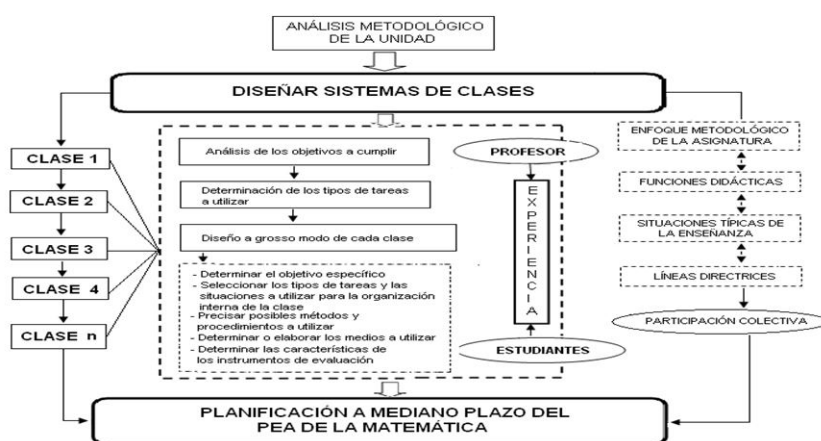 ANÁLISIS METODOLÓGICO
DE LA UNIDAD
DISEÑAR SISTEMAS DE CLASES
CLASE 1
CLASE 2
CLASE 3
CLASE 4
CLASE n
Análisis de los objetivos a cumplir
Determinación de los tipos de tareas
a utilizar
Diseño a grosso modo de cada clase
- Determinar el objetivo específico
- Seleccionar los tipos de tareas y las
situaciones a utilizar para la organización
interna de la clase
- Precisar posibles métodos y
procedimientos a utilizar
- Determinar o elaborar los medios a utilizar
- Determinar las características de
los instrumentos de evaluación
PROFESOR
EXPERIENCIA
ESTUDIANTES
ENFOQUE METODOLÓGICO
DE LA ASIGNATURA
FUNCIONES DIDÁCTICAS
SITUACIONES TÍPICAS DE
LA ENSEÑANZA
LÍNEAS DIRECTRICES
PARTICIPACIÓN COLECTIVA
PLANIFICACIÓN A MEDIANO PLAZO DEL
PEA DE LA MATEMÁTICA